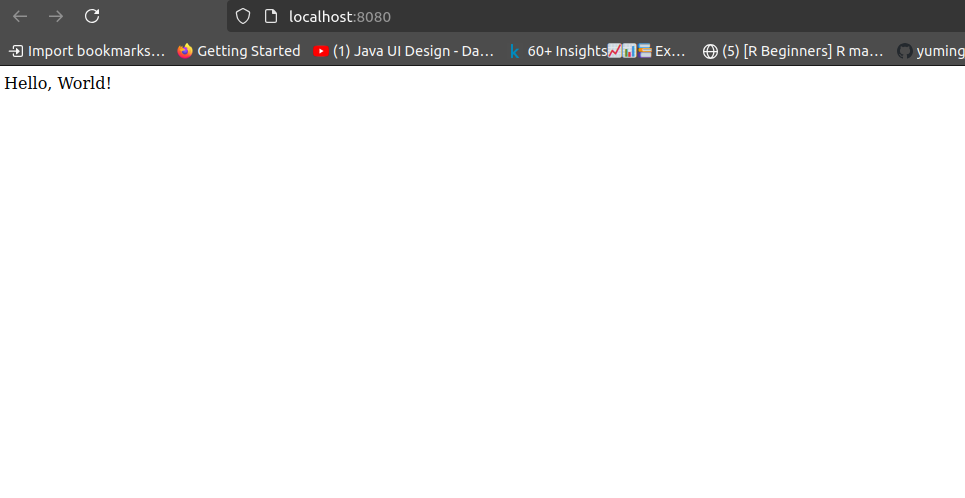 localhost:8080
Import bookmarks… Getting Started (1) Java UI Design - Da… 60+ Insights📈📊📚 Ex… (5) [R Beginners] R ma… yuming
Hello, World!